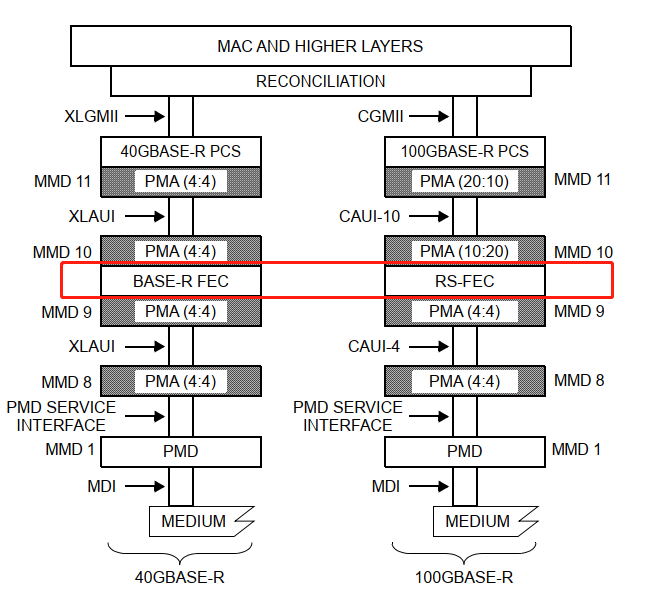 MAC AND HIGHER LAYERS
RECONCILIATION
XLGMII
CGMII
40GBASE-R PCS
100GBASE-R PCS
MMD 11
PMA (4:4)
PMA (20:10)
MMD 11
XLAUI
CAUI-10
MMD 10
PMA (4:4)
PMA (10:20)
MMD 10
BASE-R FEC
RS-FEC
MMD 9
PMA (4:4)
PMA (4:4)
MMD 9
XLAUI
CAUI-4
MMD 8
PMA (4:4)
PMA (4:4)
MMD 8
PMD SERVICE
INTERFACE
PMD SERVICE
INTERFACE
MMD 1
PMD
PMD
MMD 1
MDI
MDI
MEDIUM
MEDIUM
40GBASE-R
100GBASE-R